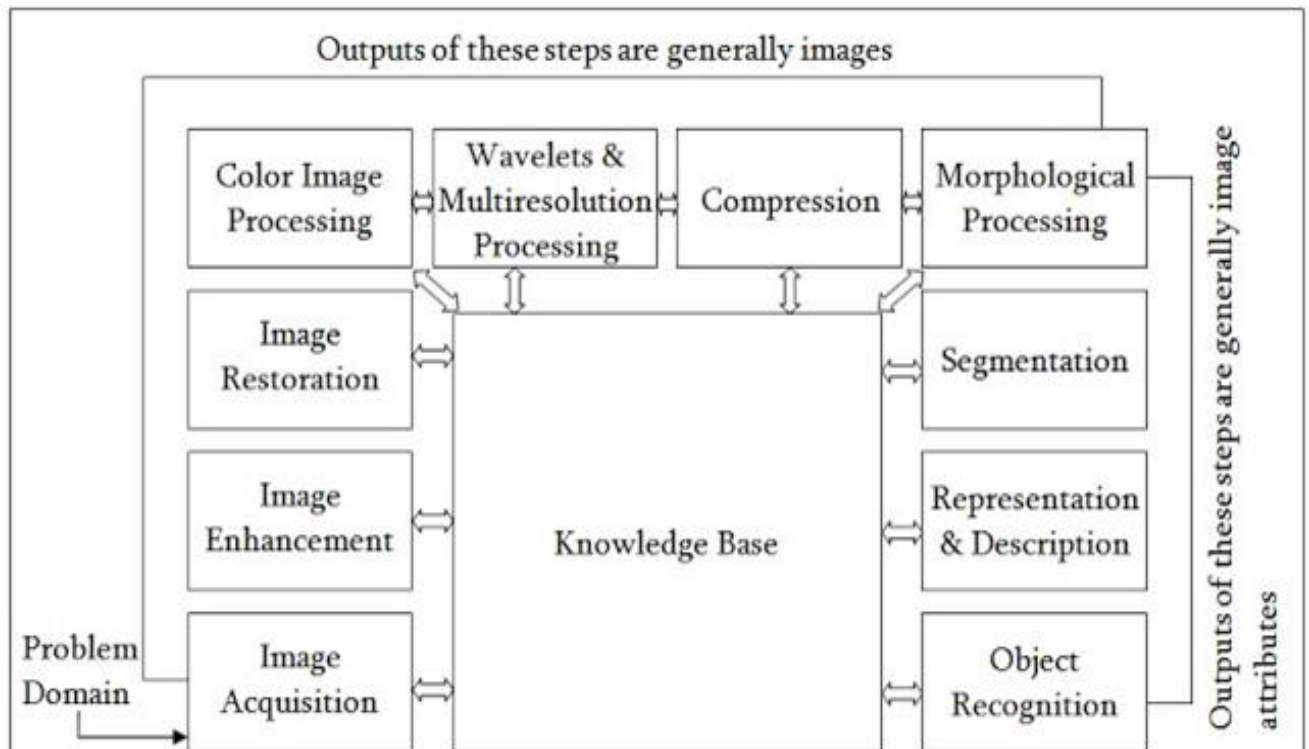 Outputs of these steps are generally images
Color Image
Processing
Wavelets &
Multiresolution
Processing
Compression
Morphological
Processing
Image
Restoration
Segmentation
Image
Enhancement
Knowledge Base
Representation
& Description
Problem
Domain
Image
Acquisition
Object
Recognition
Outputs of these steps are generally image
attributes